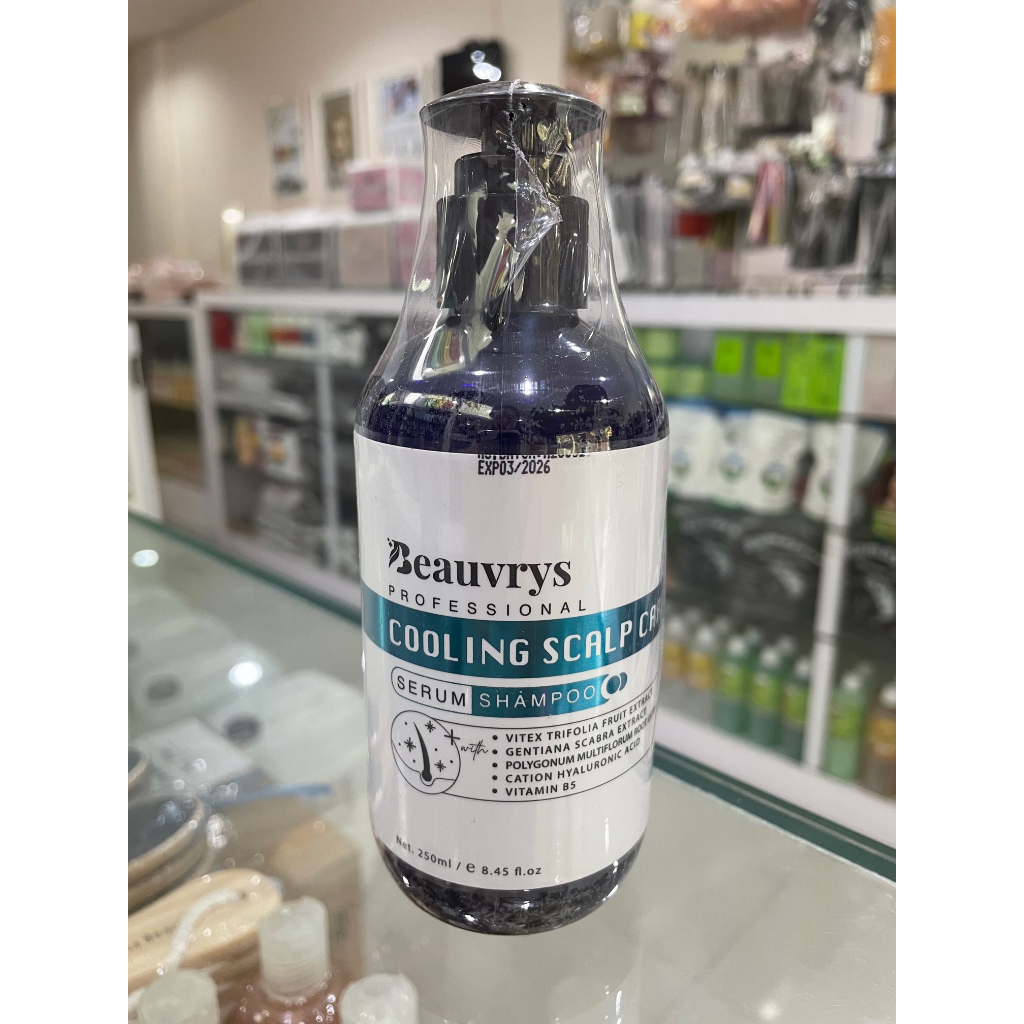 EXP03/2026
Beauvrys
PROFESSIONAL
COOLING SCALP
SERUM SHAMPOO
with
• VITEX TRIFOLIA FRUIT EXTRACT
• GENTIANA SCABRA EXTRACT
• POLYGONUM MULTIFLORUM
• CATION HYALURONIC ACID
• VITAMIN B5
Net. 250ml / e 8.45 fl.oz